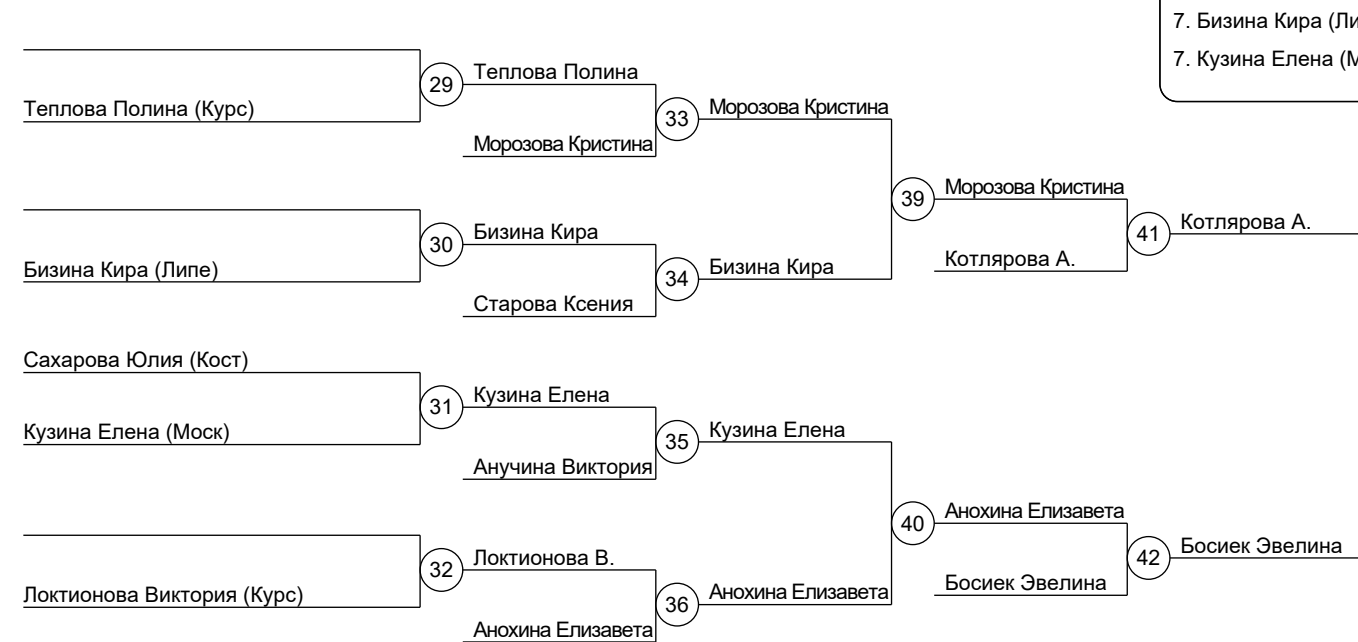 7. Бизина Кира (Ли
7. Кузина Елена (М
29 Теплова Полина
Теплова Полина (Курс)
33 Морозова Кристина
Морозова Кристина
39 Морозова Кристина
41 Котлярова А.
30 Бизина Кира
Котлярова А.
Бизина Кира (Липе)
34 Бизина Кира
Старова Ксения
Сахарова Юлия (Кост)
31 Кузина Елена
Кузина Елена (Моск)
35 Кузина Елена
Анучина Виктория
40 Анохина Елизавета
42 Босиек Эвелина
32 Локтионова В.
Босиек Эвелина
Локтионова Виктория (Курс)
36 Анохина Елизавета
Анохина Елизавета